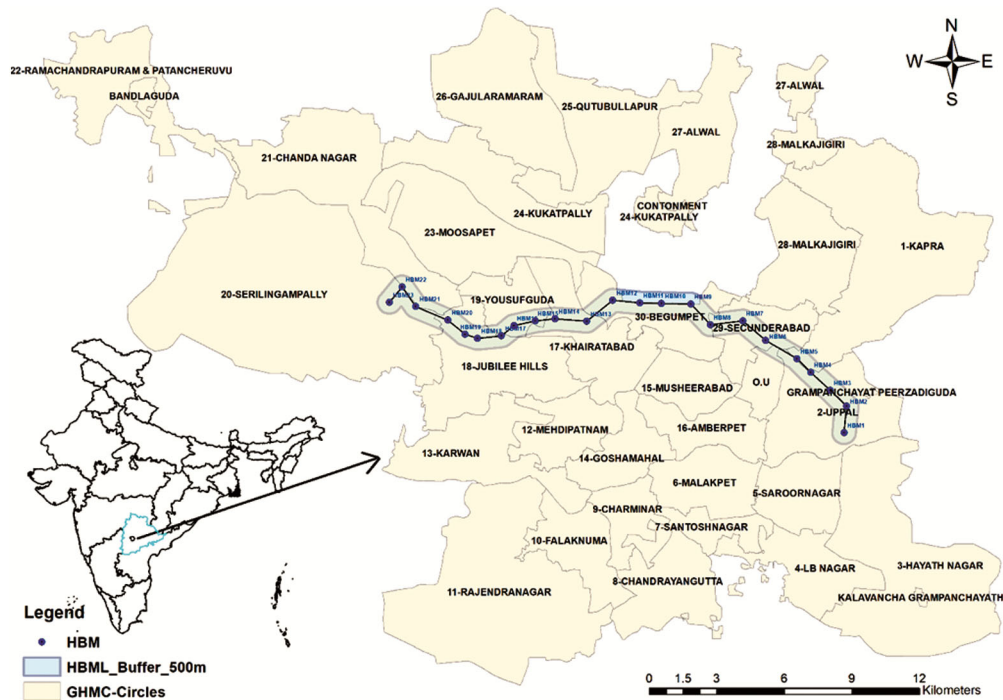 N
W E
S
22-RAMACHANDRAPURAM & PATANCHERUVU
BANDLAGUDA
26-GAJULARAMARAM
25-QUTUBULLAPUR
27-ALWAL
27-ALWAL
28-MALKAJIGIRI
21-CHANDA NAGAR
24-KUKATPALLY
CONTONMENT
24-KUKATPALLY
23-MOOSAPET
28-MALKAJIGIRI
1-KAPRA
20-SERILINGAMPALLY
HBM22
HBM23
HBM21
HBM20
HBM19
HBM18
HBM17
HBM15
HBM14
HBM13
HBM12
HBM11
HBM10
HBM9
HBM8
HBM7
HBM6
HBM5
HBM4
HBM3
HBM2
HBM1
19-YOUSUFGUDA
30-BEGUMPET
29-SECUNDERABAD
17-KHAIRATABAD
18-JUBILEE HILLS
15-MUSHEERABAD
O.U
GRAMPANCHAYAT PEERZADIGUDA
2-UPPAL
12-MEHDIPATNAM
16-AMBERPET
13-KARWAN
14-GOSHAMAHAL
6-MALAKPET
5-SAROORNAGAR
9-CHARMINAR
7-SANTOSHNAGAR
10-FALAKNUMA
4-LB NAGAR
3-HAYATH NAGAR
8-CHANDRAYANGUTTA
11-RAJENDRANAGAR
KALAVANCHA GRAMPANCHAYATH
Legend
HBM
HBML_Buffer_500m
GHMC-Circles
0 1.5 3 6 9 12
Kilometers